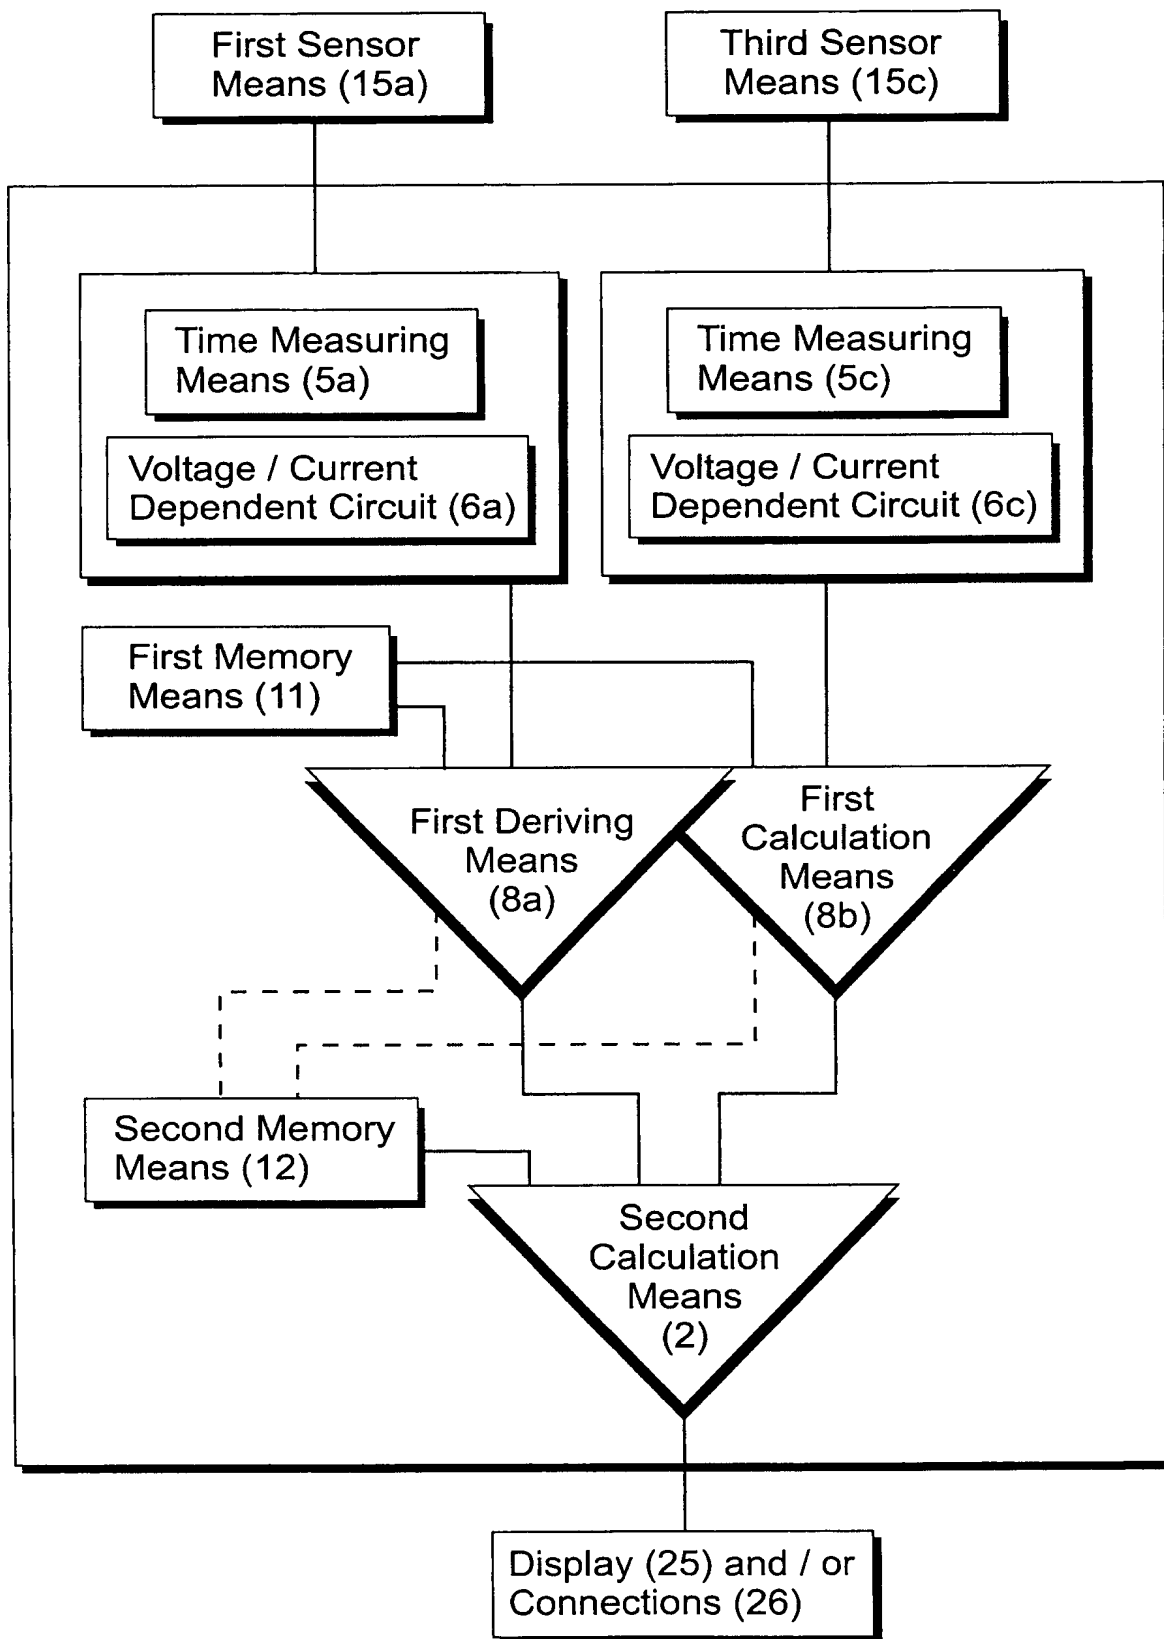 First Sensor
Means (15a)
Third Sensor
Means (15c)
Time Measuring
Means (5a)
Time Measuring
Means (5c)
Voltage / Current
Dependent Circuit (6a)
Voltage / Current
Dependent Circuit (6c)
First Memory
Means (11)
First Deriving
Means
(8a)
First
Calculation
Means
(8b)
Second Memory
Means (12)
Second
Calculation
Means
(2)
Display (25) and / or
Connections (26)